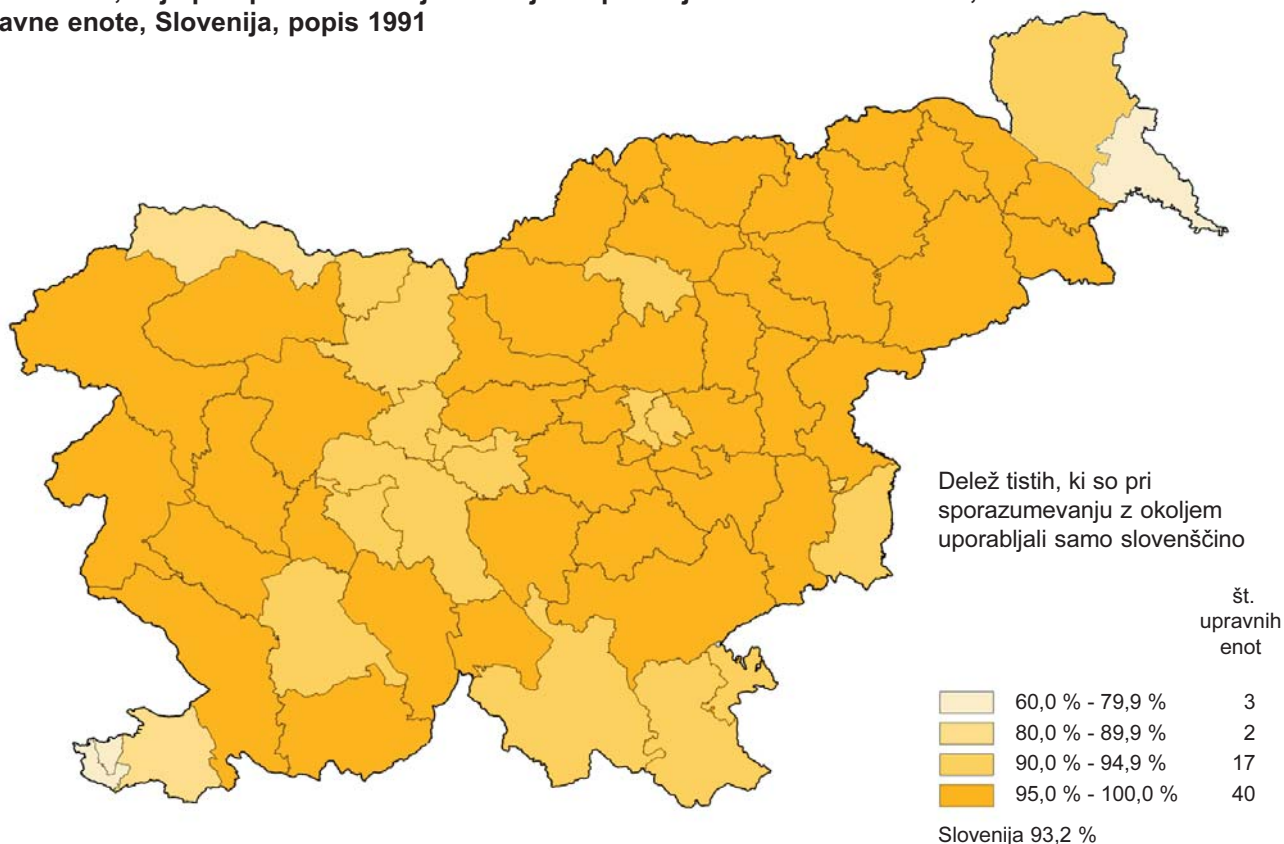 avne enote, Slovenija, popis 1991
Delež tistih, ki so pri
sporazumevanju z okoljem
uporabljali samo slovenščino
št.
upravnih
enot
60,0 % - 79,9 % 3
80,0 % - 89,9 % 2
90,0 % - 94,9 % 17
95,0 % - 100,0 % 40
Slovenija 93,2 %